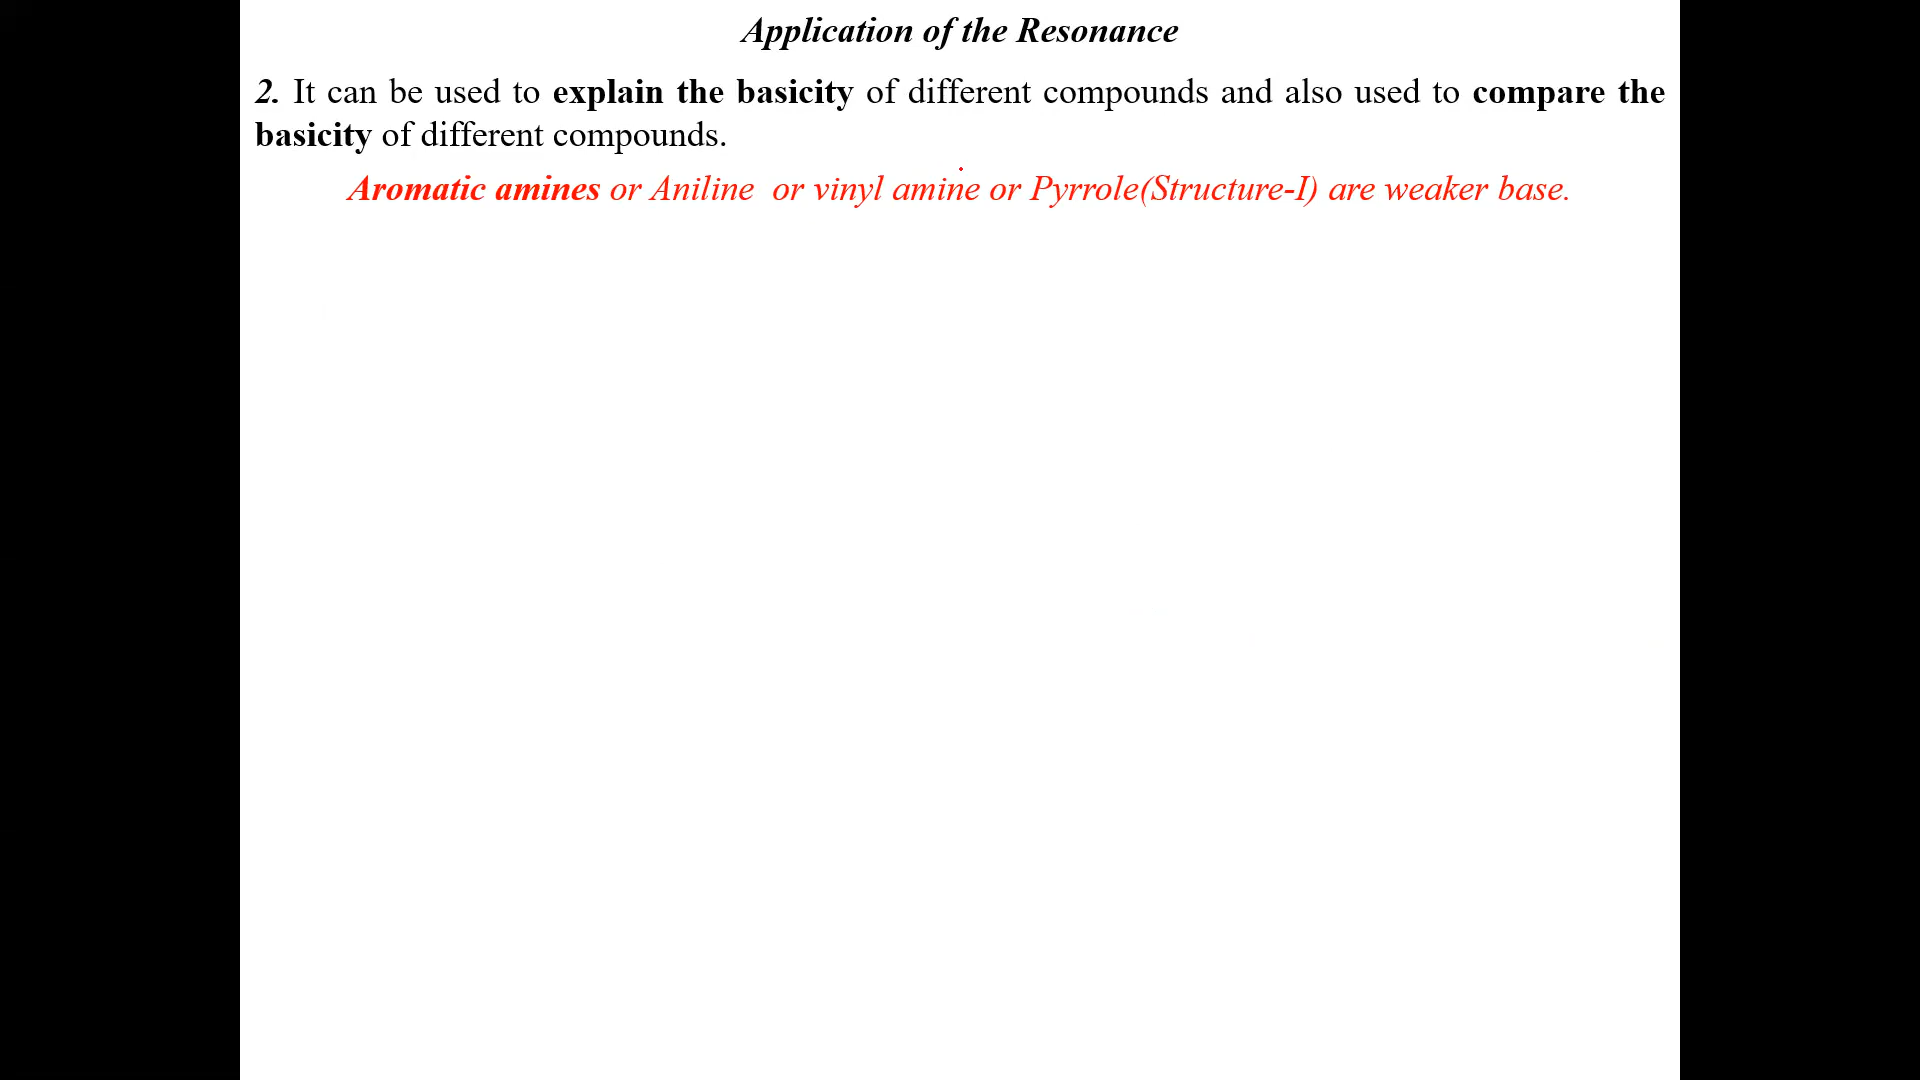 Application of the Resonance
2. It can be used to explain the basicity of different compounds and also used to compare the
basicity of different compounds.
Aromatic amines or Aniline or vinyl amine or Pyrrole(Structure-I) are weaker base.